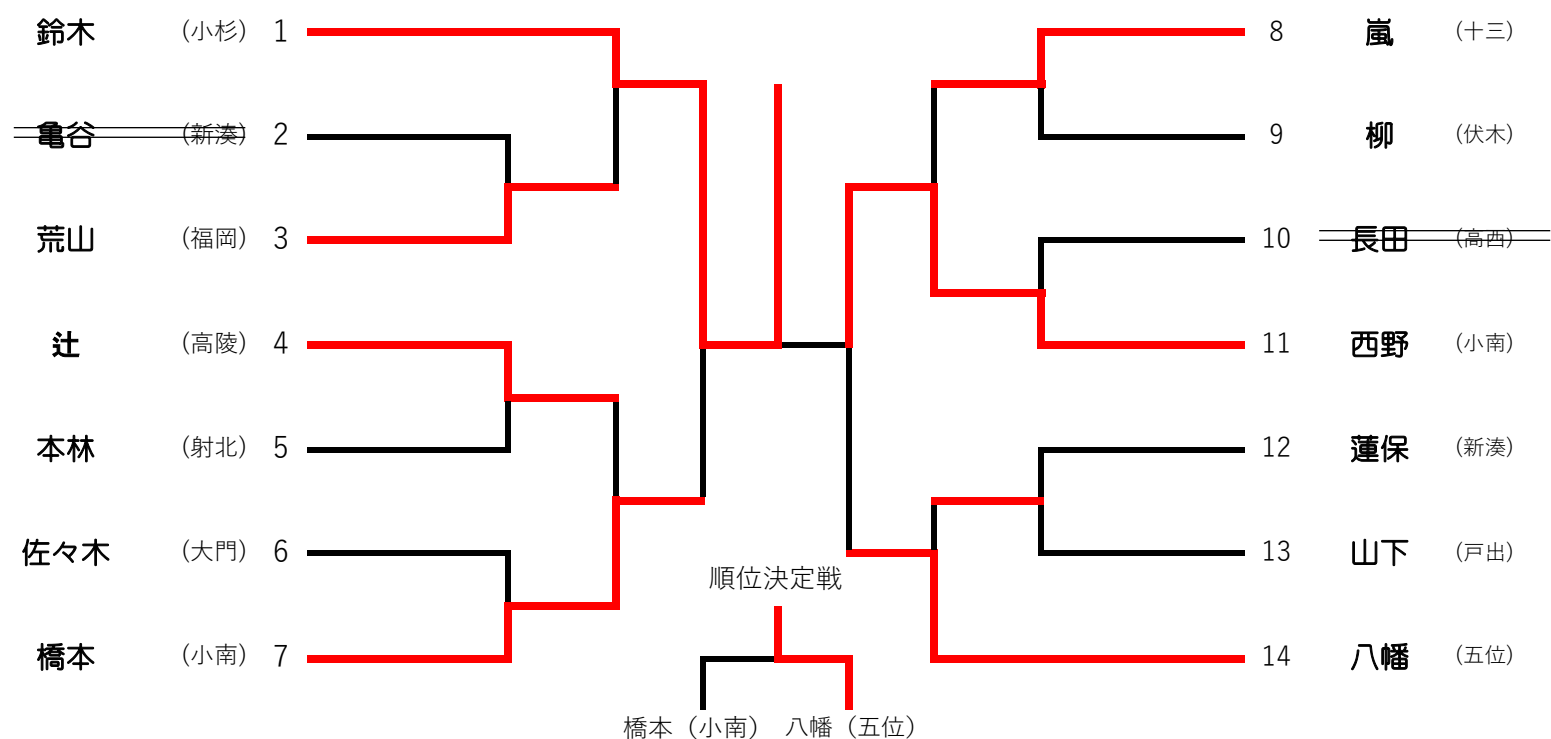 鈴木 (小杉) 1
亀谷 (新湊) 2
荒山 (福岡) 3
辻 (高陵) 4
本林 (射北) 5
佐々木 (大門) 6
橋本 (小南) 7
8 嵐 (十三)
9 柳 (伏木)
10 長田 (高西)
11 西野 (小南)
12 蓮保 (新湊)
13 山下 (戸出)
14 八幡 (五位)
順位決定戦
橋本 (小南) 八幡 (五位)